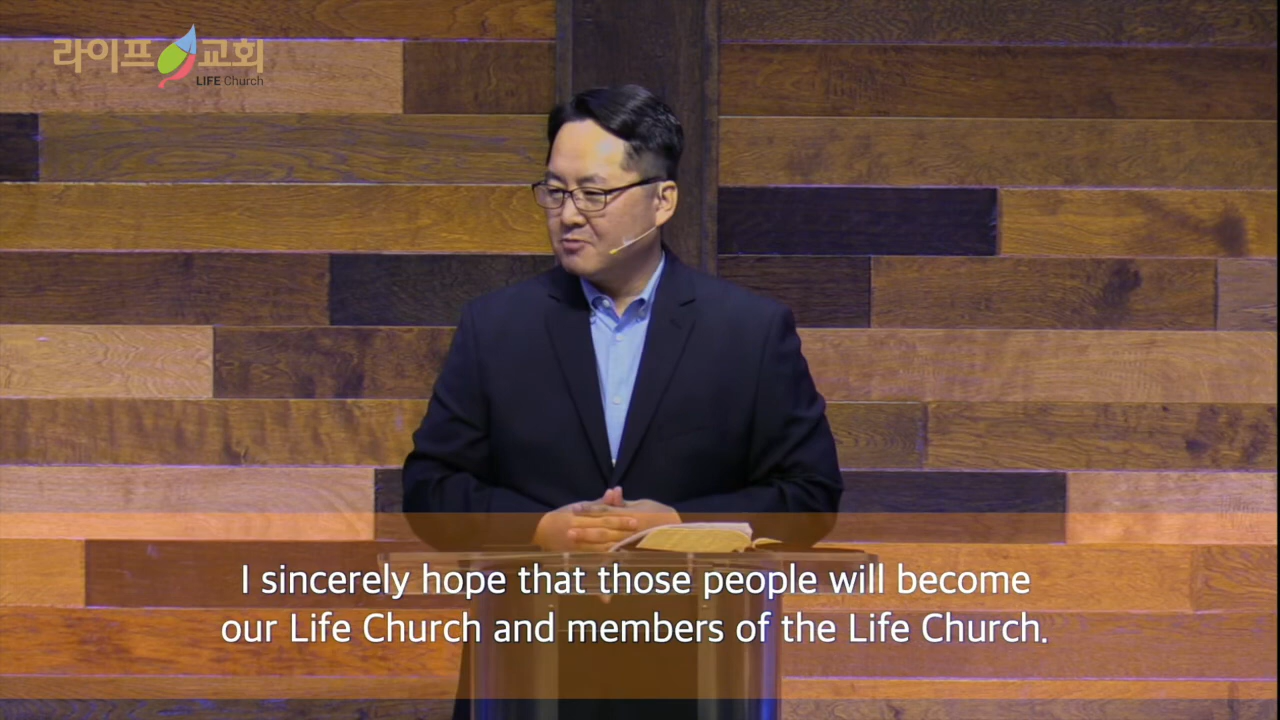 라이프 교회
LIFE Church
I sincerely hope that those people will become
our Life Church and members of the Life Church.